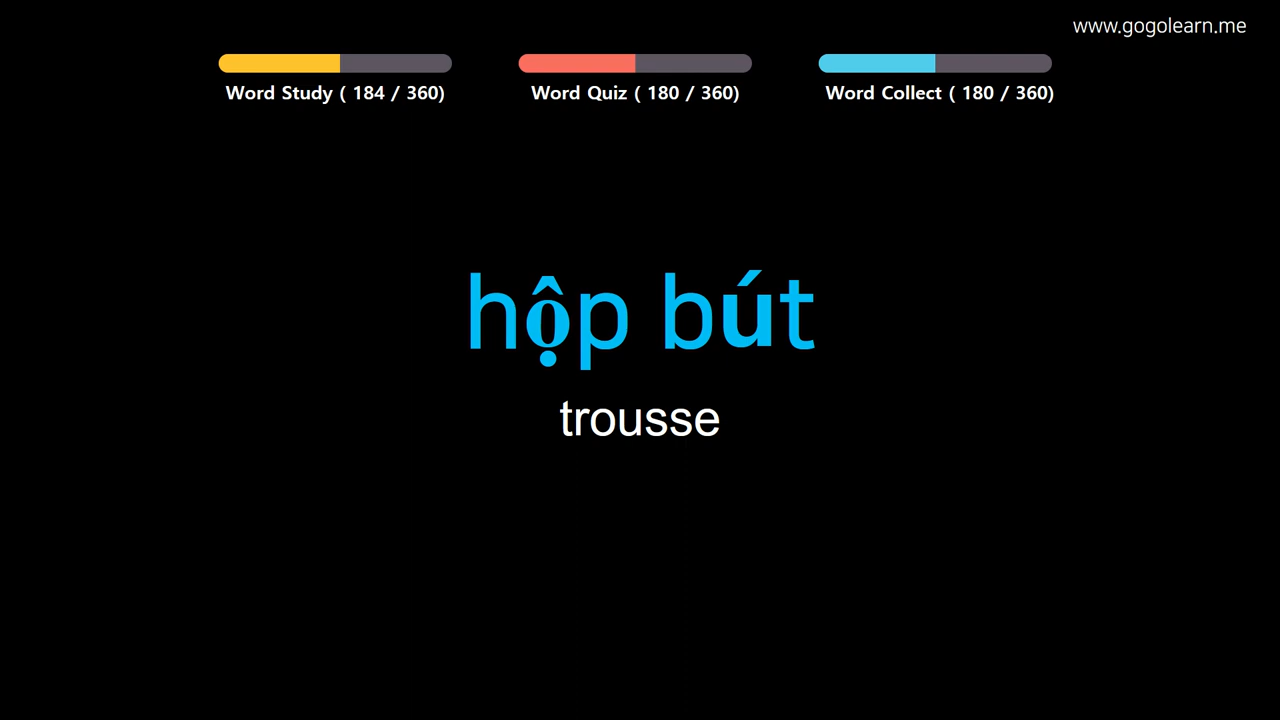 www.gogolearn.me
Word Study ( 184 / 360)
Word Quiz ( 180 / 360)
Word Collect ( 180 / 360)
hộp bút
trousse